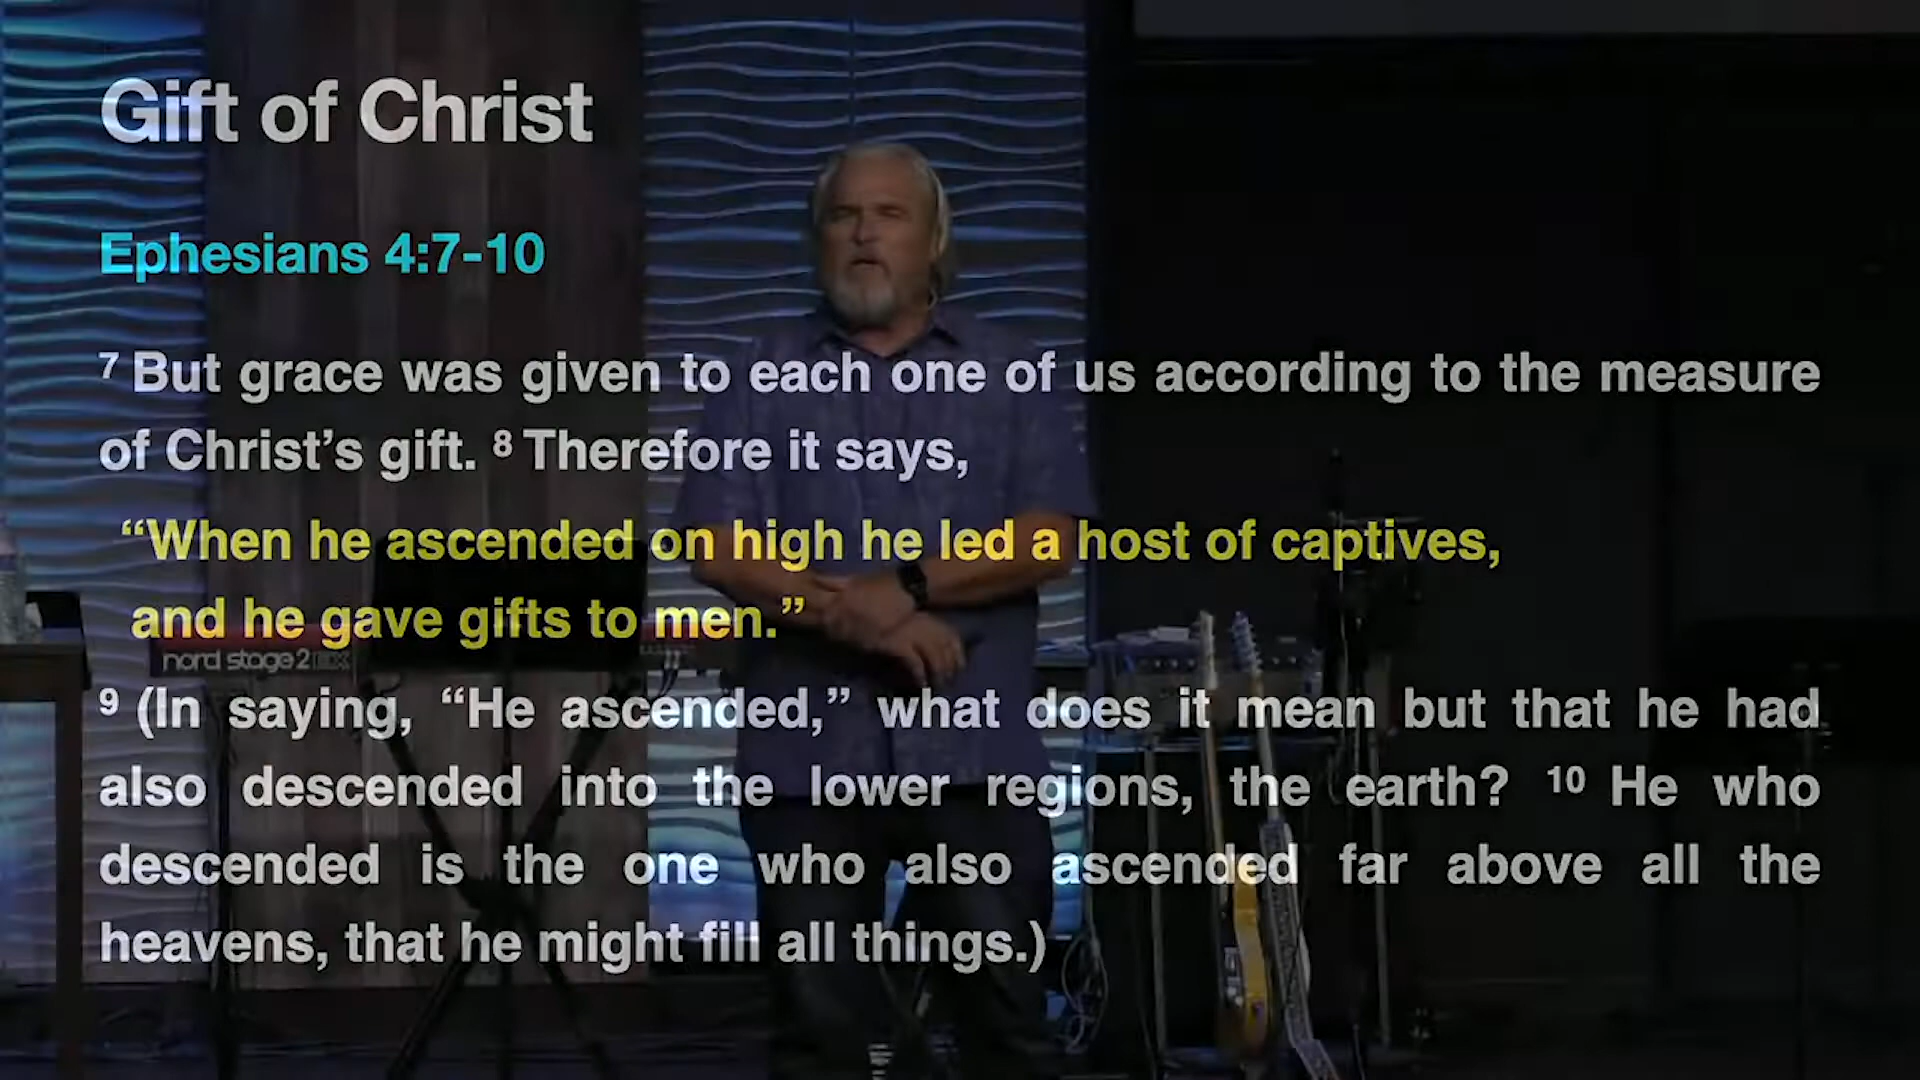 Gift of Christ
Ephesians 4:7-10
⁷ But grace was given to each one of us according to the measure
of Christ’s gift. ⁸ Therefore it says,
“When he ascended on high he led a host of captives,
and he gave gifts to men.”
nord stage 2 EX
⁹ (In saying, “He ascended,” what does it mean but that he had
also descended into the lower regions, the earth? ¹⁰ He who
descended is the one who also ascended far above all the
heavens, that he might fill all things.)